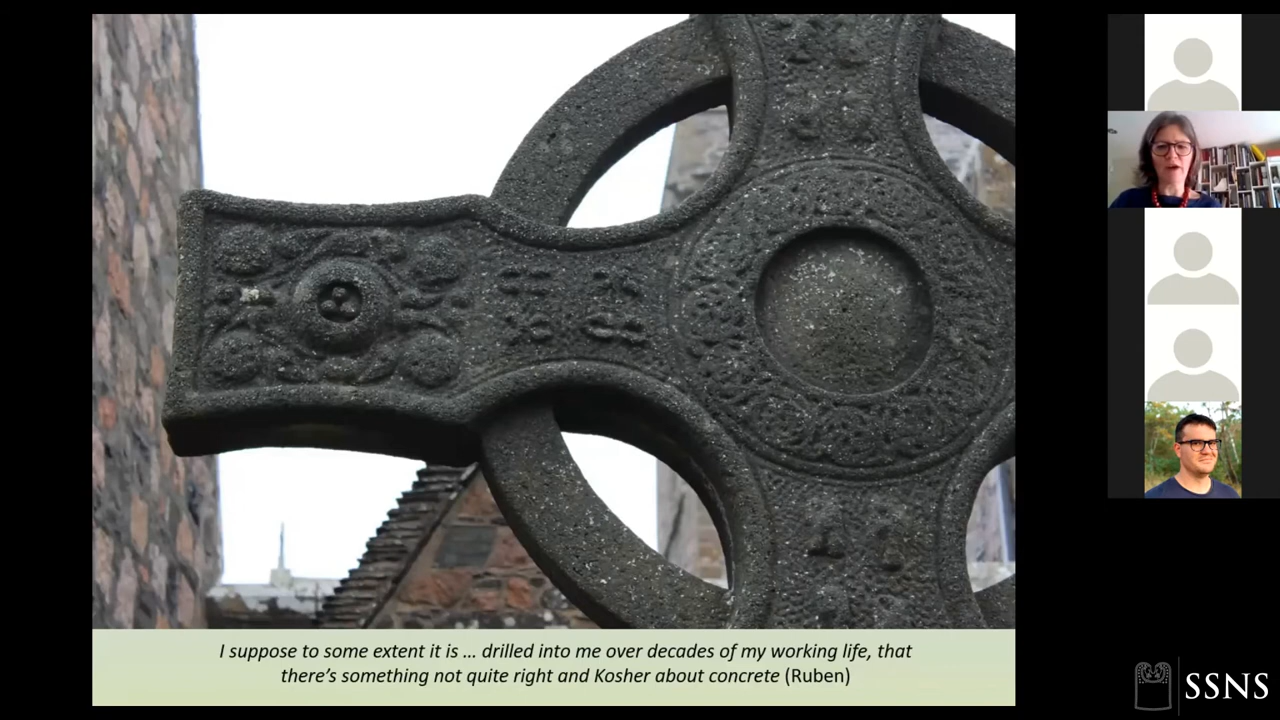 I suppose to some extent it is ... drilled into me over decades of my working life, that
there's something not quite right and Kosher about concrete (Ruben)
SSNS